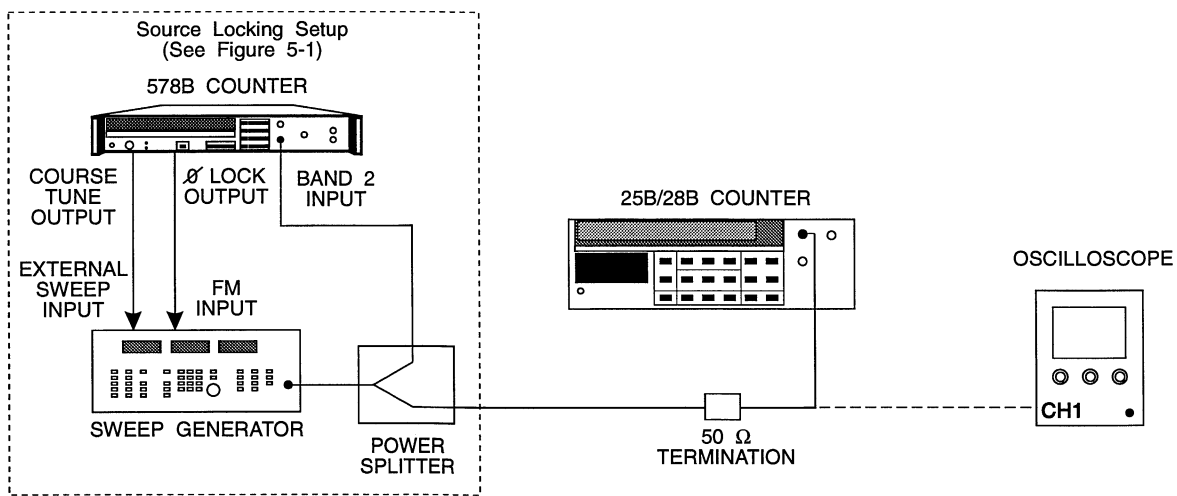 Source Locking Setup
(See Figure 5-1)
578B COUNTER
COURSE
TUNE
OUTPUT
Ø LOCK
OUTPUT
BAND 2
INPUT
EXTERNAL
SWEEP
INPUT
FM
INPUT
SWEEP GENERATOR
POWER
SPLITTER
25B/28B COUNTER
50 Ω
TERMINATION
OSCILLOSCOPE
CH1